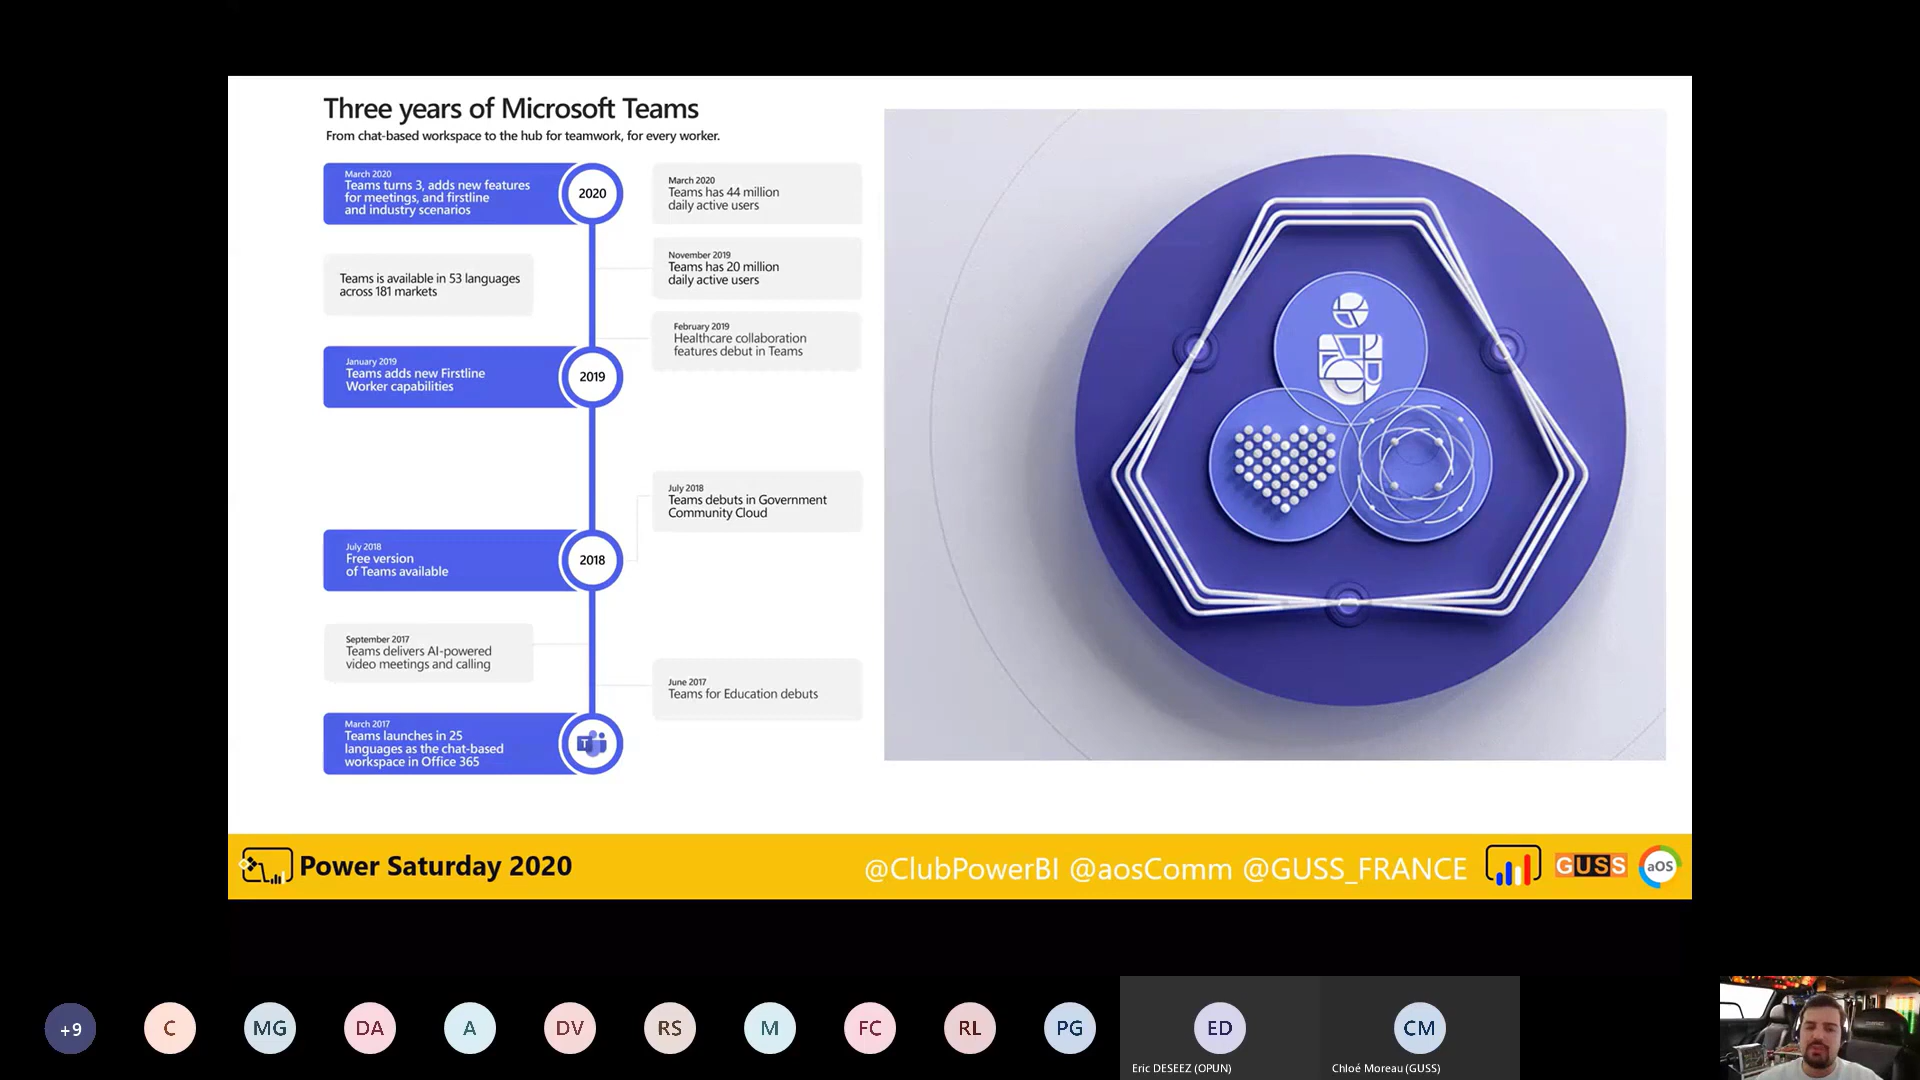 Three years of Microsoft Teams
From chat-based workspace to the hub for teamwork, for every worker.
March 2020
Teams turns 3, adds new features
for meetings, and firstline
and industry scenarios
2020
March 2020
Teams has 44 million
daily active users
November 2019
Teams has 20 million
daily active users
Teams is available in 53 languages
across 181 markets
February 2019
Healthcare collaboration
features debut in Teams
January 2019
Teams adds new Firstline
Worker capabilities
2019
July 2018
Teams debuts in Government
Community Cloud
July 2018
Free version
of Teams available
2018
September 2017
Teams delivers AI-powered
video meetings and calling
June 2017
Teams for Education debuts
March 2017
Teams launches in 25
languages as the chat-based
workspace in Office 365
T
Power Saturday 2020
@ClubPowerBI @aosComm @GUSS_FRANCE
GUSS
aOS
+9
C
MG
DA
A
DV
RS
M
FC
RL
PG
ED
Eric DESEEZ (OPUN)
CM
Chloé Moreau (GUSS)